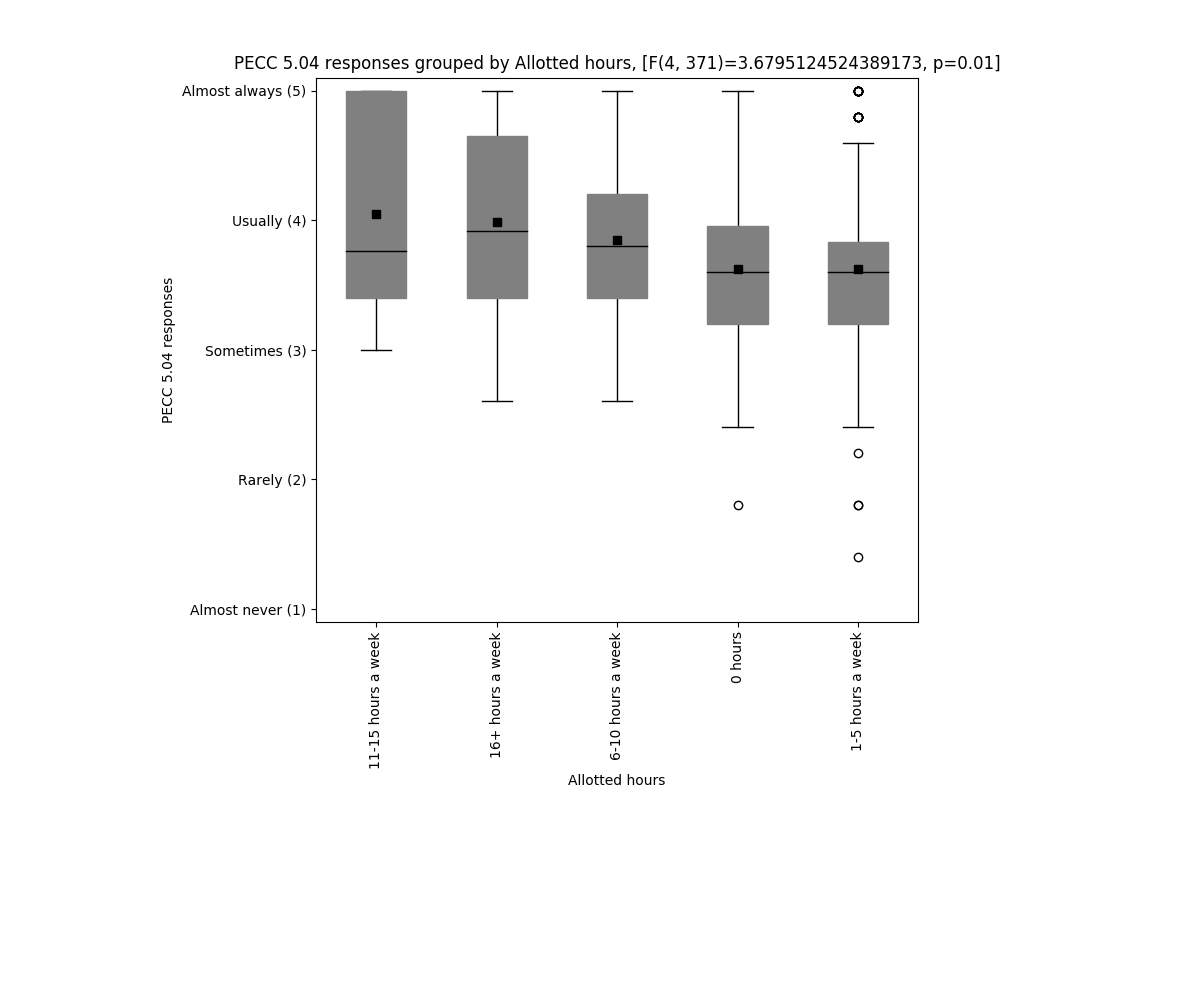 PECC 5.04 responses grouped by Allotted hours, [F(4, 371)=3.6795124524389173, p=0.01]
Almost always (5)
Usually (4)
Sometimes (3)
Rarely (2)
Almost never (1)
PECC 5.04 responses
11-15 hours a week
16+ hours a week
6-10 hours a week
0 hours
1-5 hours a week
Allotted hours